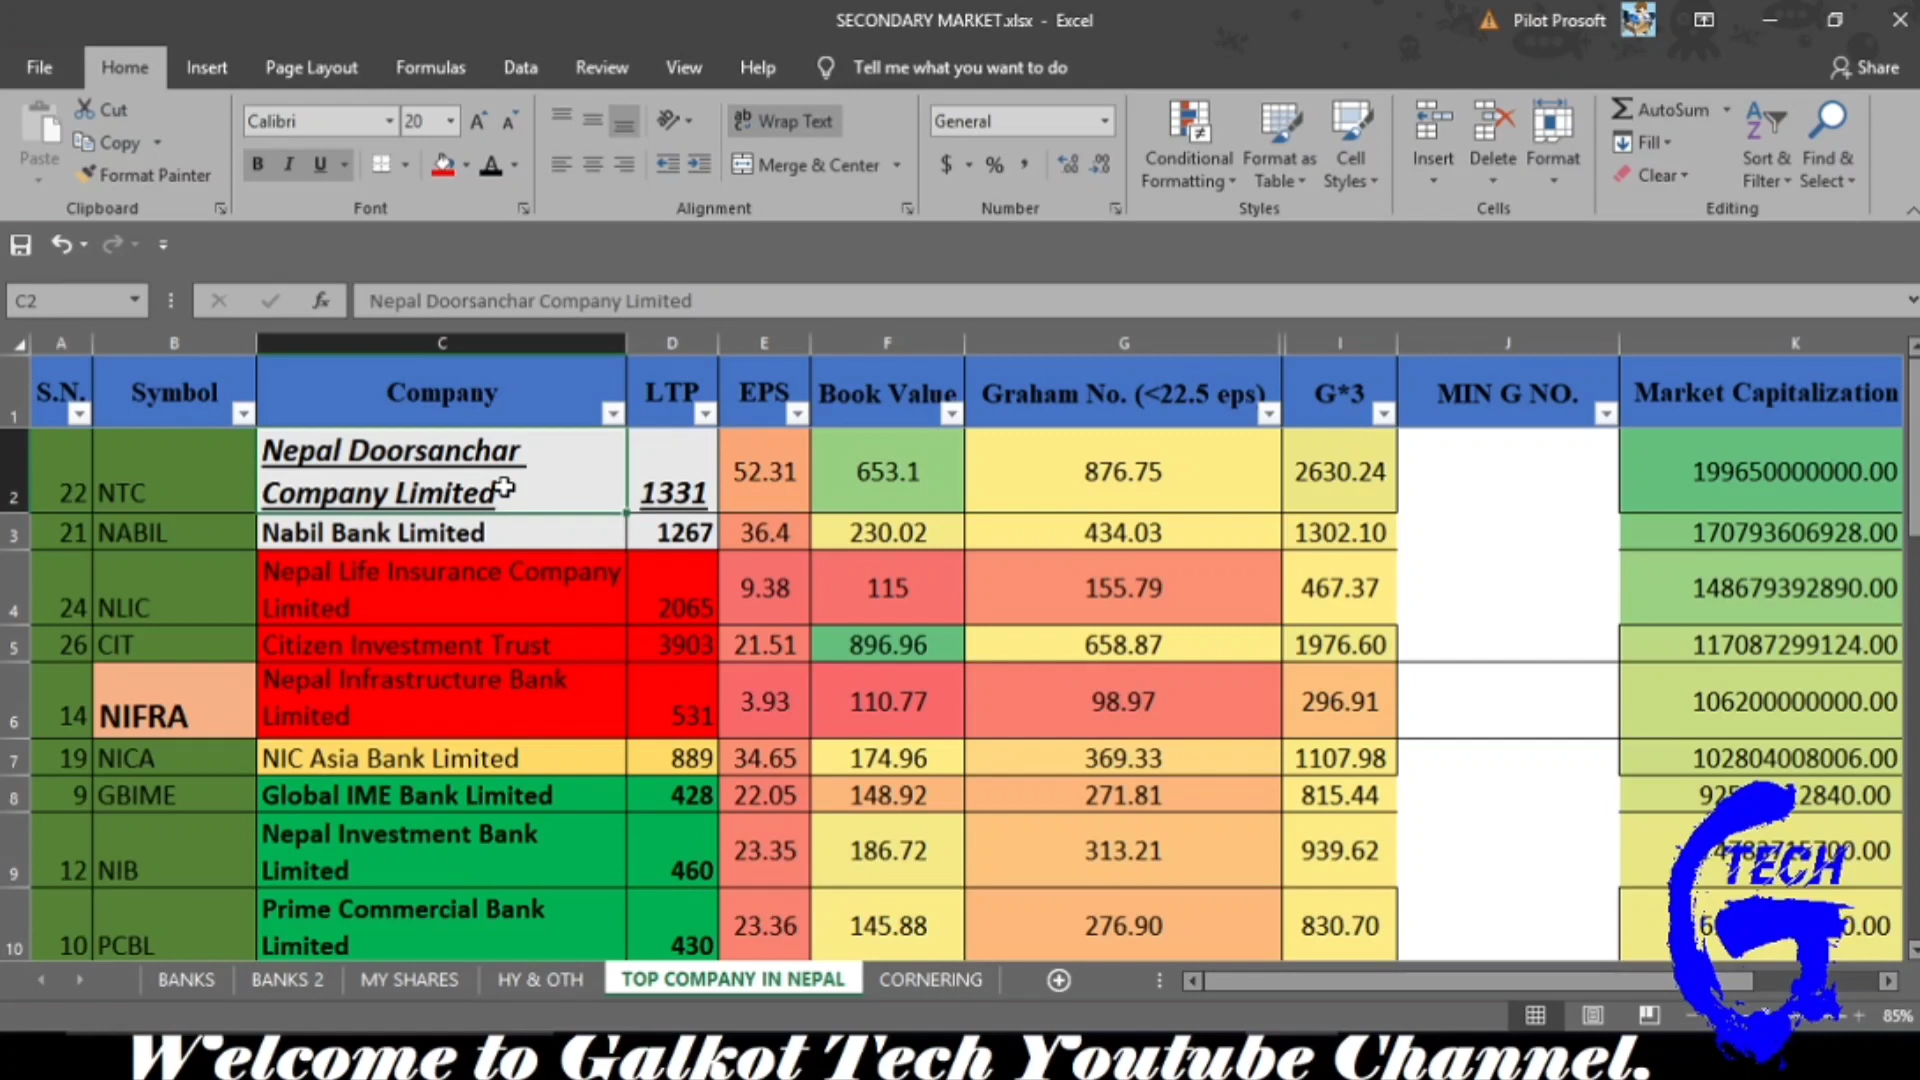 SECONDARY MARKET.xlsx - Excel
Pilot Prosoft
File Home Insert Page Layout Formulas Data Review View Help Tell me what you want to do Share
Paste Cut Copy Format Painter Clipboard
Calibri 20 A A B I U A Font
ab Wrap Text Merge & Center Alignment
General $ % , Number
Conditional Formatting Format as Table Cell Styles Styles
Insert Delete Format Cells
AutoSum Fill Clear Sort & Filter Find & Select Editing
C2 fx Nepal Doorsanchar Company Limited
A B C D E F G I J K
1 S.N. Symbol Company LTP EPS Book Value Graham No. (<22.5 eps) G*3 MIN G NO. Market Capitalization
2 22 NTC Nepal Doorsanchar Company Limited 1331 52.31 653.1 876.75 2630.24 199650000000.00
3 21 NABIL Nabil Bank Limited 1267 36.4 230.02 434.03 1302.10 170793606928.00
4 24 NLIC Nepal Life Insurance Company Limited 2065 9.38 115 155.79 467.37 148679392890.00
5 26 CIT Citizen Investment Trust 3903 21.51 896.96 658.87 1976.60 117087299124.00
6 14 NIFRA Nepal Infrastructure Bank Limited 531 3.93 110.77 98.97 296.91 106200000000.00
7 19 NICA NIC Asia Bank Limited 889 34.65 174.96 369.33 1107.98 102804008006.00
8 9 GBIME Global IME Bank Limited 428 22.05 148.92 271.81 815.44
9 12 NIB Nepal Investment Bank Limited 460 23.35 186.72 313.21 939.62
10 10 PCBL Prime Commercial Bank Limited 430 23.36 145.88 276.90 830.70
TECH
G
BANKS BANKS 2 MY SHARES HY & OTH TOP COMPANY IN NEPAL CORNERING
85%
Welcome to Galkot Tech Youtube Channel.